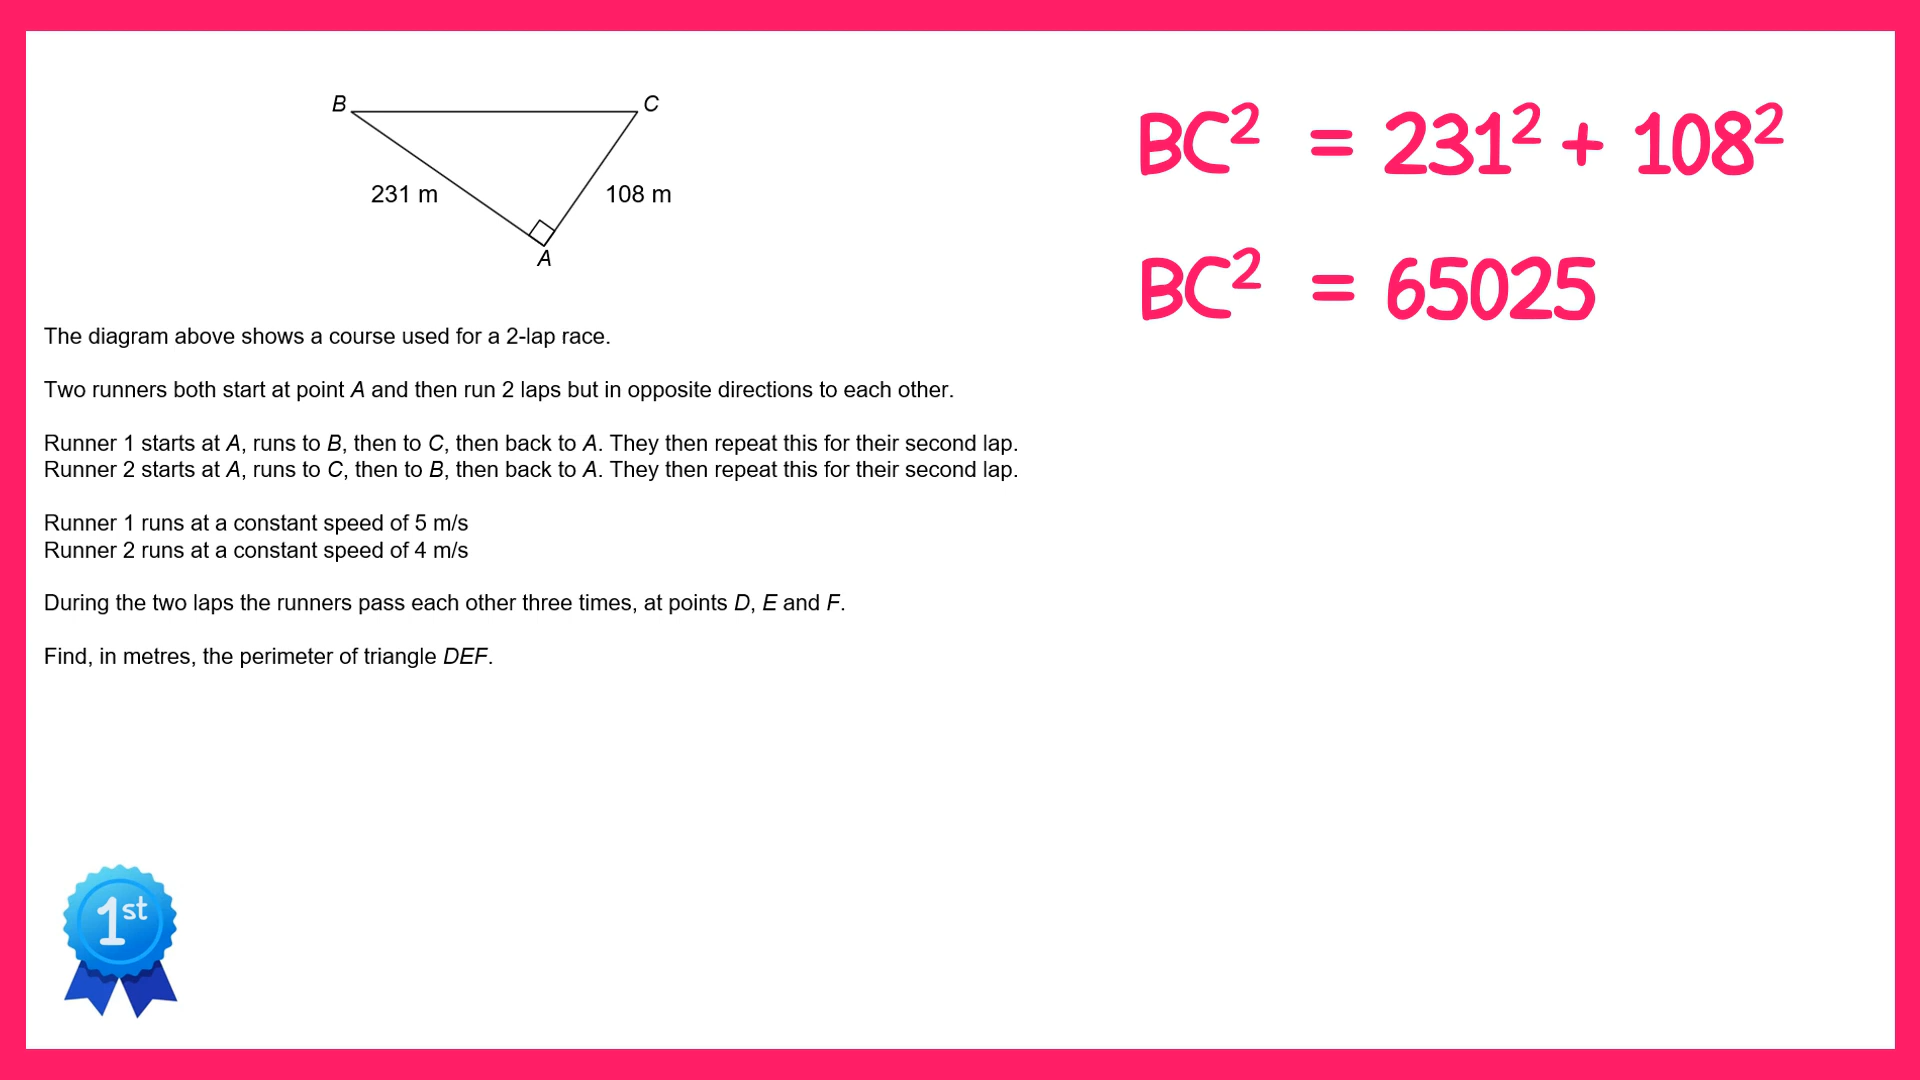 B
C
231 m
108 m
A
BC² = 231² + 108²
BC² = 65025
The diagram above shows a course used for a 2-lap race.
Two runners both start at point A and then run 2 laps but in opposite directions to each other.
Runner 1 starts at A, runs to B, then to C, then back to A. They then repeat this for their second lap.
Runner 2 starts at A, runs to C, then to B, then back to A. They then repeat this for their second lap.
Runner 1 runs at a constant speed of 5 m/s
Runner 2 runs at a constant speed of 4 m/s
During the two laps the runners pass each other three times, at points D, E and F.
Find, in metres, the perimeter of triangle DEF.
1st